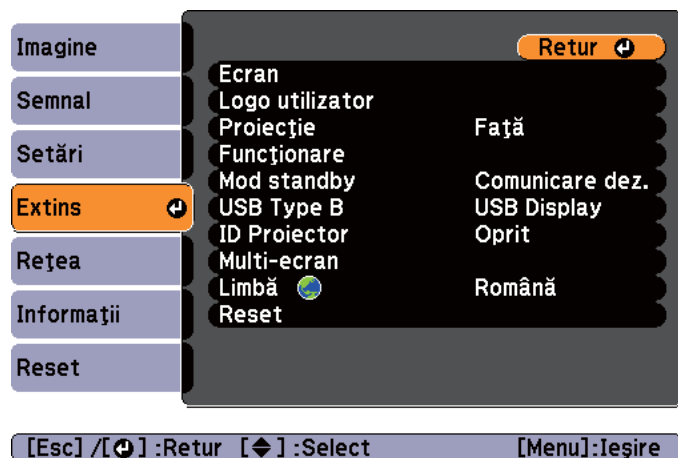 Imagine
Semnal
Setări
Extins
Reţea
Informaţii
Reset
Retur
Ecran
Logo utilizator
Proiecţie Faţă
Funcţionare
Mod standby Comunicare dez.
USB Type B USB Display
ID Proiector Oprit
Multi-ecran
Limbă Română
Reset
[Esc] /[ ] :Retur [ ] :Select [Menu]:Ieşire